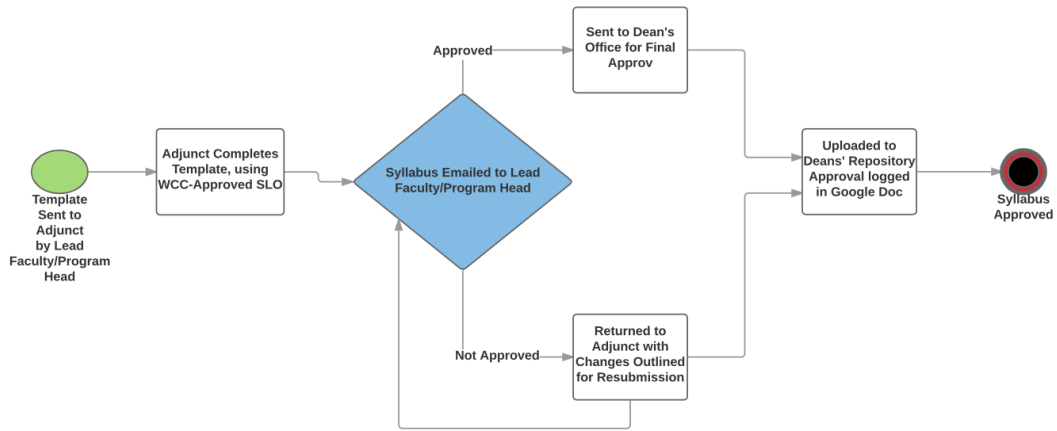 Template
Sent to
Adjunct
by Lead
Faculty/Program
Head
Adjunct Completes
Template, using
WCC-Approved SLO
Syllabus Emailed to Lead
Faculty/Program Head
Approved
Sent to Dean's
Office for Final
Approv
Not Approved
Returned to
Adjunct with
Changes Outlined
for Resubmission
Uploaded to
Deans' Repository
Approval logged
in Google Doc
Syllabus
Approved